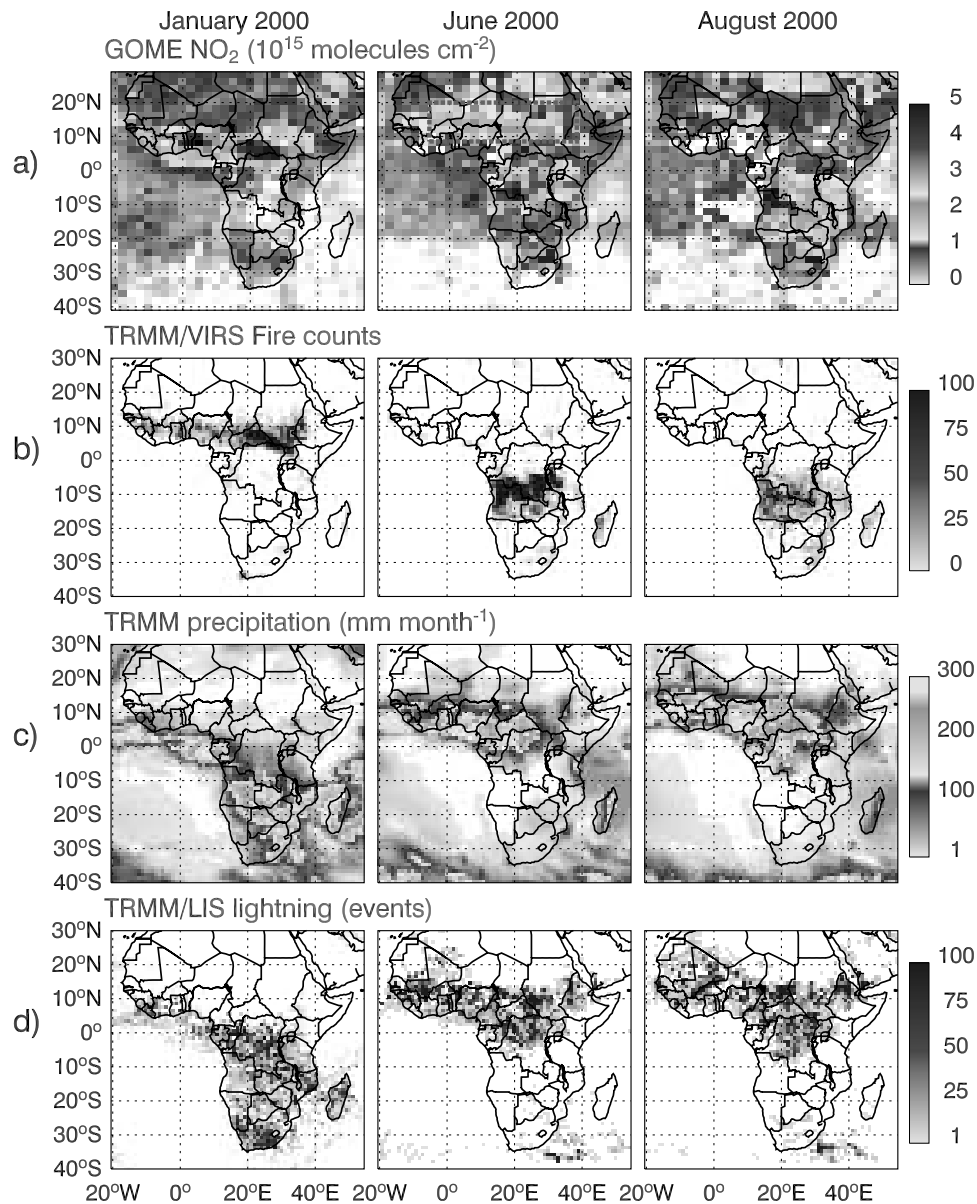 January 2000 June 2000 August 2000
GOME NO2 (10^15 molecules cm^-2)
a)
20°N
10°N
0°
10°S
20°S
30°S
40°S
5
4
3
2
1
0
TRMM/VIRS Fire counts
b)
30°N
20°N
10°N
0°
10°S
20°S
30°S
40°S
100
75
50
25
0
TRMM precipitation (mm month^-1)
c)
30°N
20°N
10°N
0°
10°S
20°S
30°S
40°S
300
200
100
1
TRMM/LIS lightning (events)
d)
30°N
20°N
10°N
0°
10°S
20°S
30°S
40°S
100
75
50
25
1
20°W 0° 20°E 40°E 20°W 0° 20°E 40°E 20°W 0° 20°E 40°E